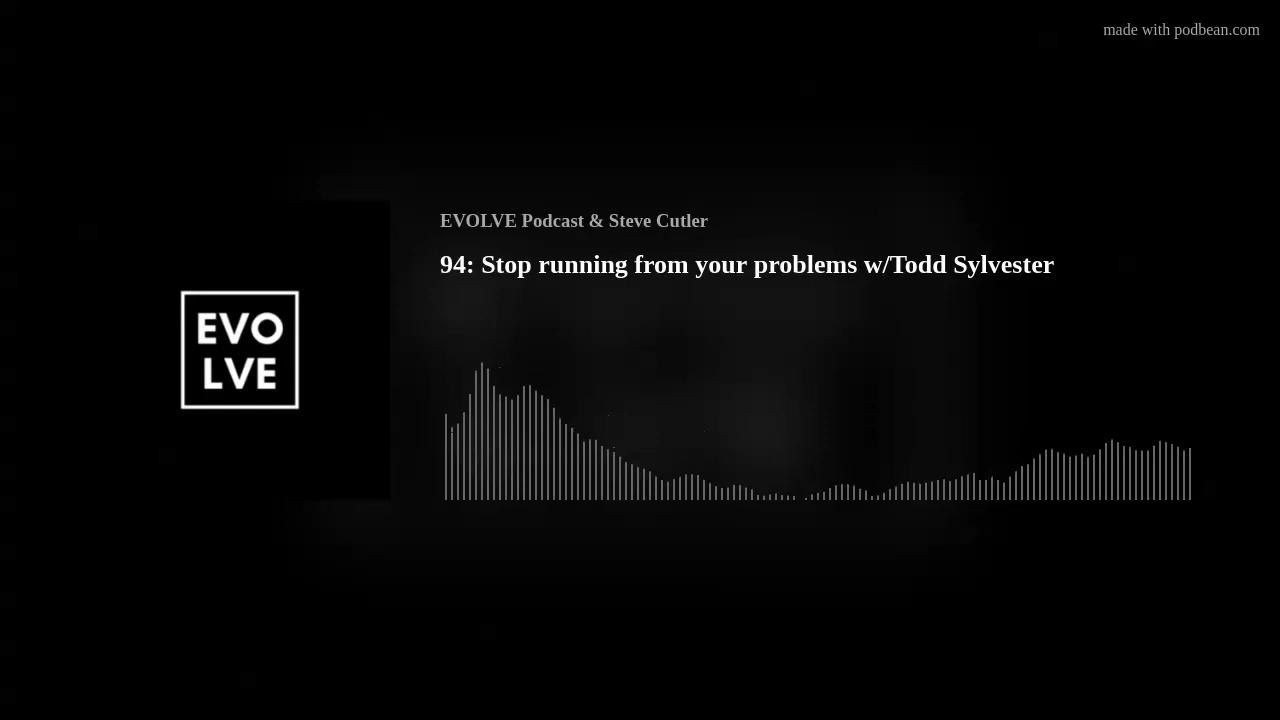 made with podbean.com
EVOLVE Podcast & Steve Cutler
94: Stop running from your problems w/Todd Sylvester
EVO
LVE